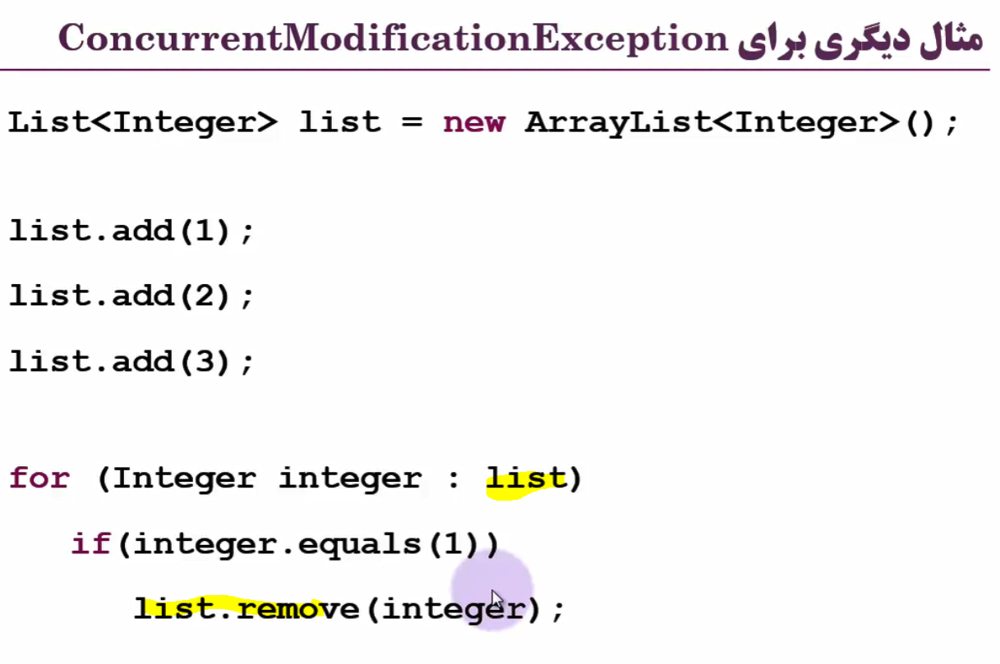 مثال دیگری برای ConcurrentModificationException
List<Integer> list = new ArrayList<Integer>();
list.add(1);
list.add(2);
list.add(3);
for (Integer integer : list)
if(integer.equals(1))
list.remove(integer);